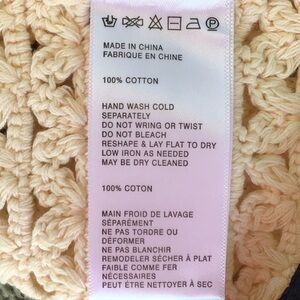 MADE IN CHINA
FABRIQUE EN CHINE
100% COTTON
HAND WASH COLD
SEPARATELY
DO NOT WRING OR TWIST
DO NOT BLEACH
RESHAPE & LAY FLAT TO DRY
LOW IRON AS NEEDED
MAY BE DRY CLEANED
100% COTON
MAIN FROID DE LAVAGE
SÉPARÉMENT
NE PAS TORDRE OU
DÉFORMER
NE PAS BLANCHIR
REMODELER SÉCHER À PLAT
FAIBLE COMME FER
NÉCESSAIRES
PEUT ÊTRE NETTOYER À SEC